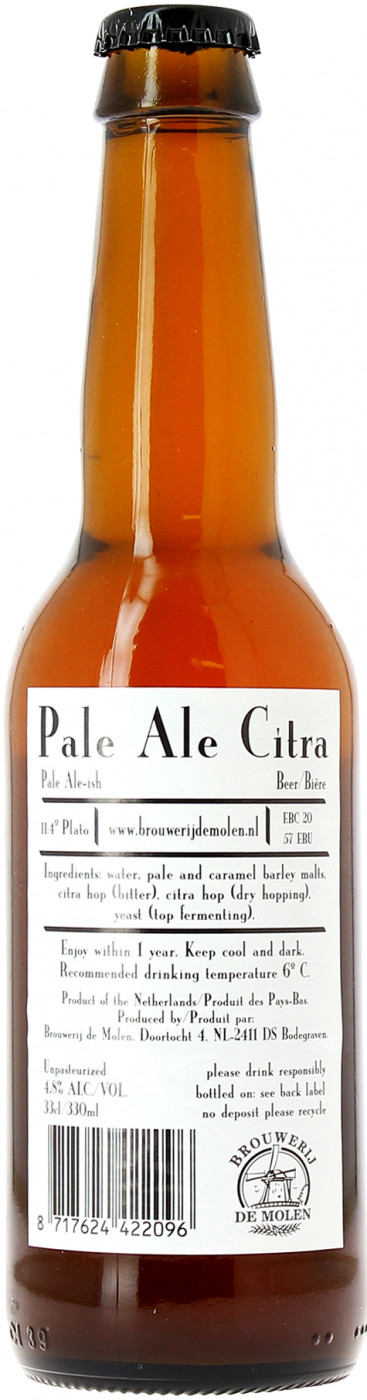 Pale Ale Citra
Pale Ale-ish Beer/Bière
11.4º Plato www.brouwerijdemolen.nl EBC 20
57 EBU
Ingredients: water, pale and caramel barley malts,
citra hop (bitter), citra hop (dry hopping),
yeast (top fermenting).
Enjoy within 1 year. Keep cool and dark.
Recommended drinking temperature 6º C.
Product of the Netherlands/Produit des Pays-Bas.
Produced by/Produit par:
Brouwerij de Molen, Doortocht 4, NL-2411 DS Bodegraven.
Unpasteurized
4.8% ALC/VOL.
33cl/330ml
please drink responsibly
bottled on: see back label
no deposit please recycle
8 717624 422096
BROUWERIJ
DE MOLEN
39